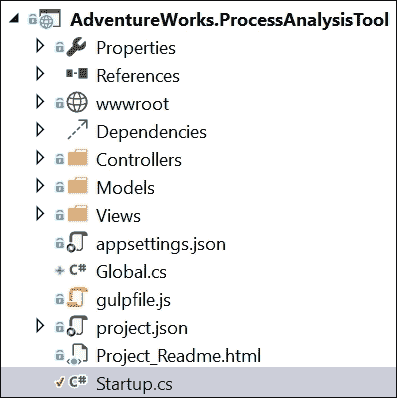 AdventureWorks.ProcessAnalysisTool
Properties
References
wwwroot
Dependencies
Controllers
Models
Views
appsettings.json
C# Global.cs
gulpfile.js
project.json
Project_Readme.html
C# Startup.cs